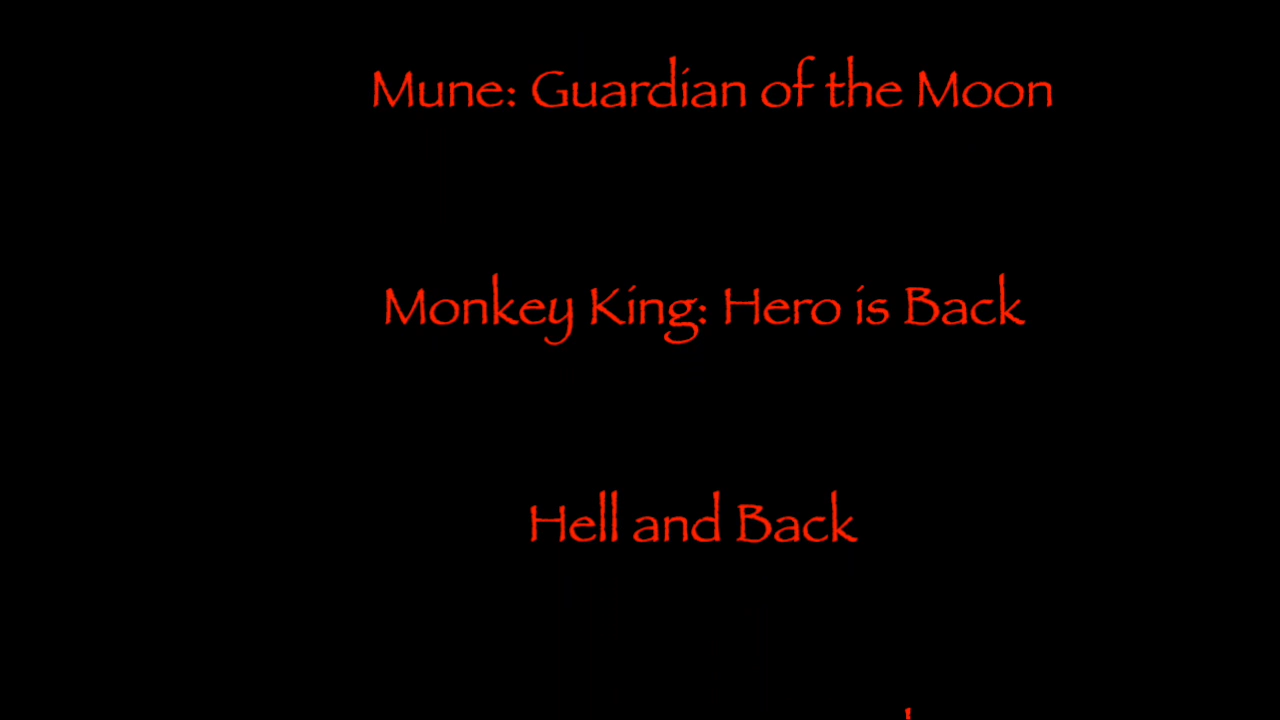 Mune: Guardian of the Moon
Monkey King: Hero is Back
Hell and Back